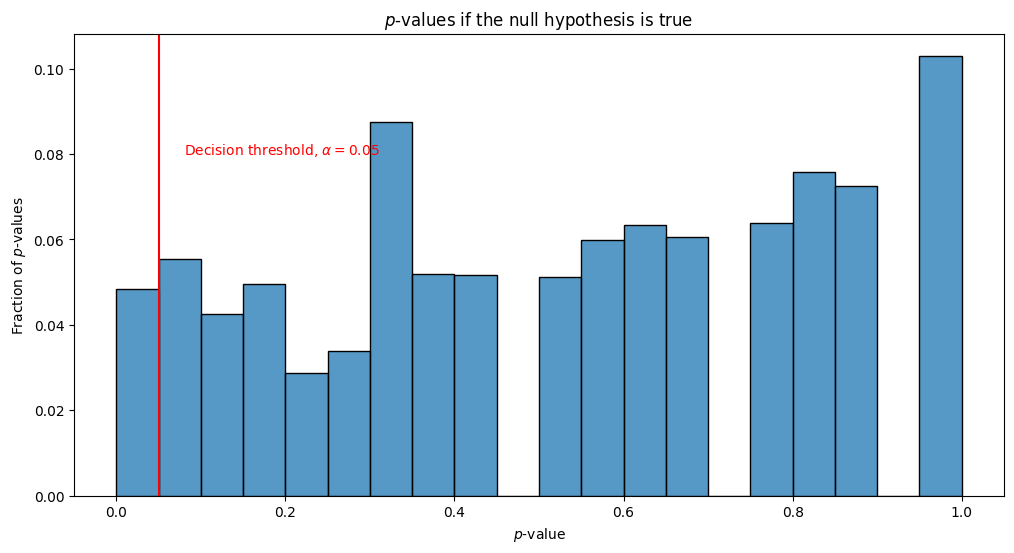 p-values if the null hypothesis is true
Fraction of p-values
0.10
0.08
0.06
0.04
0.02
0.00
Decision threshold, α = 0.05
0.0 0.2 0.4 0.6 0.8 1.0
p-value